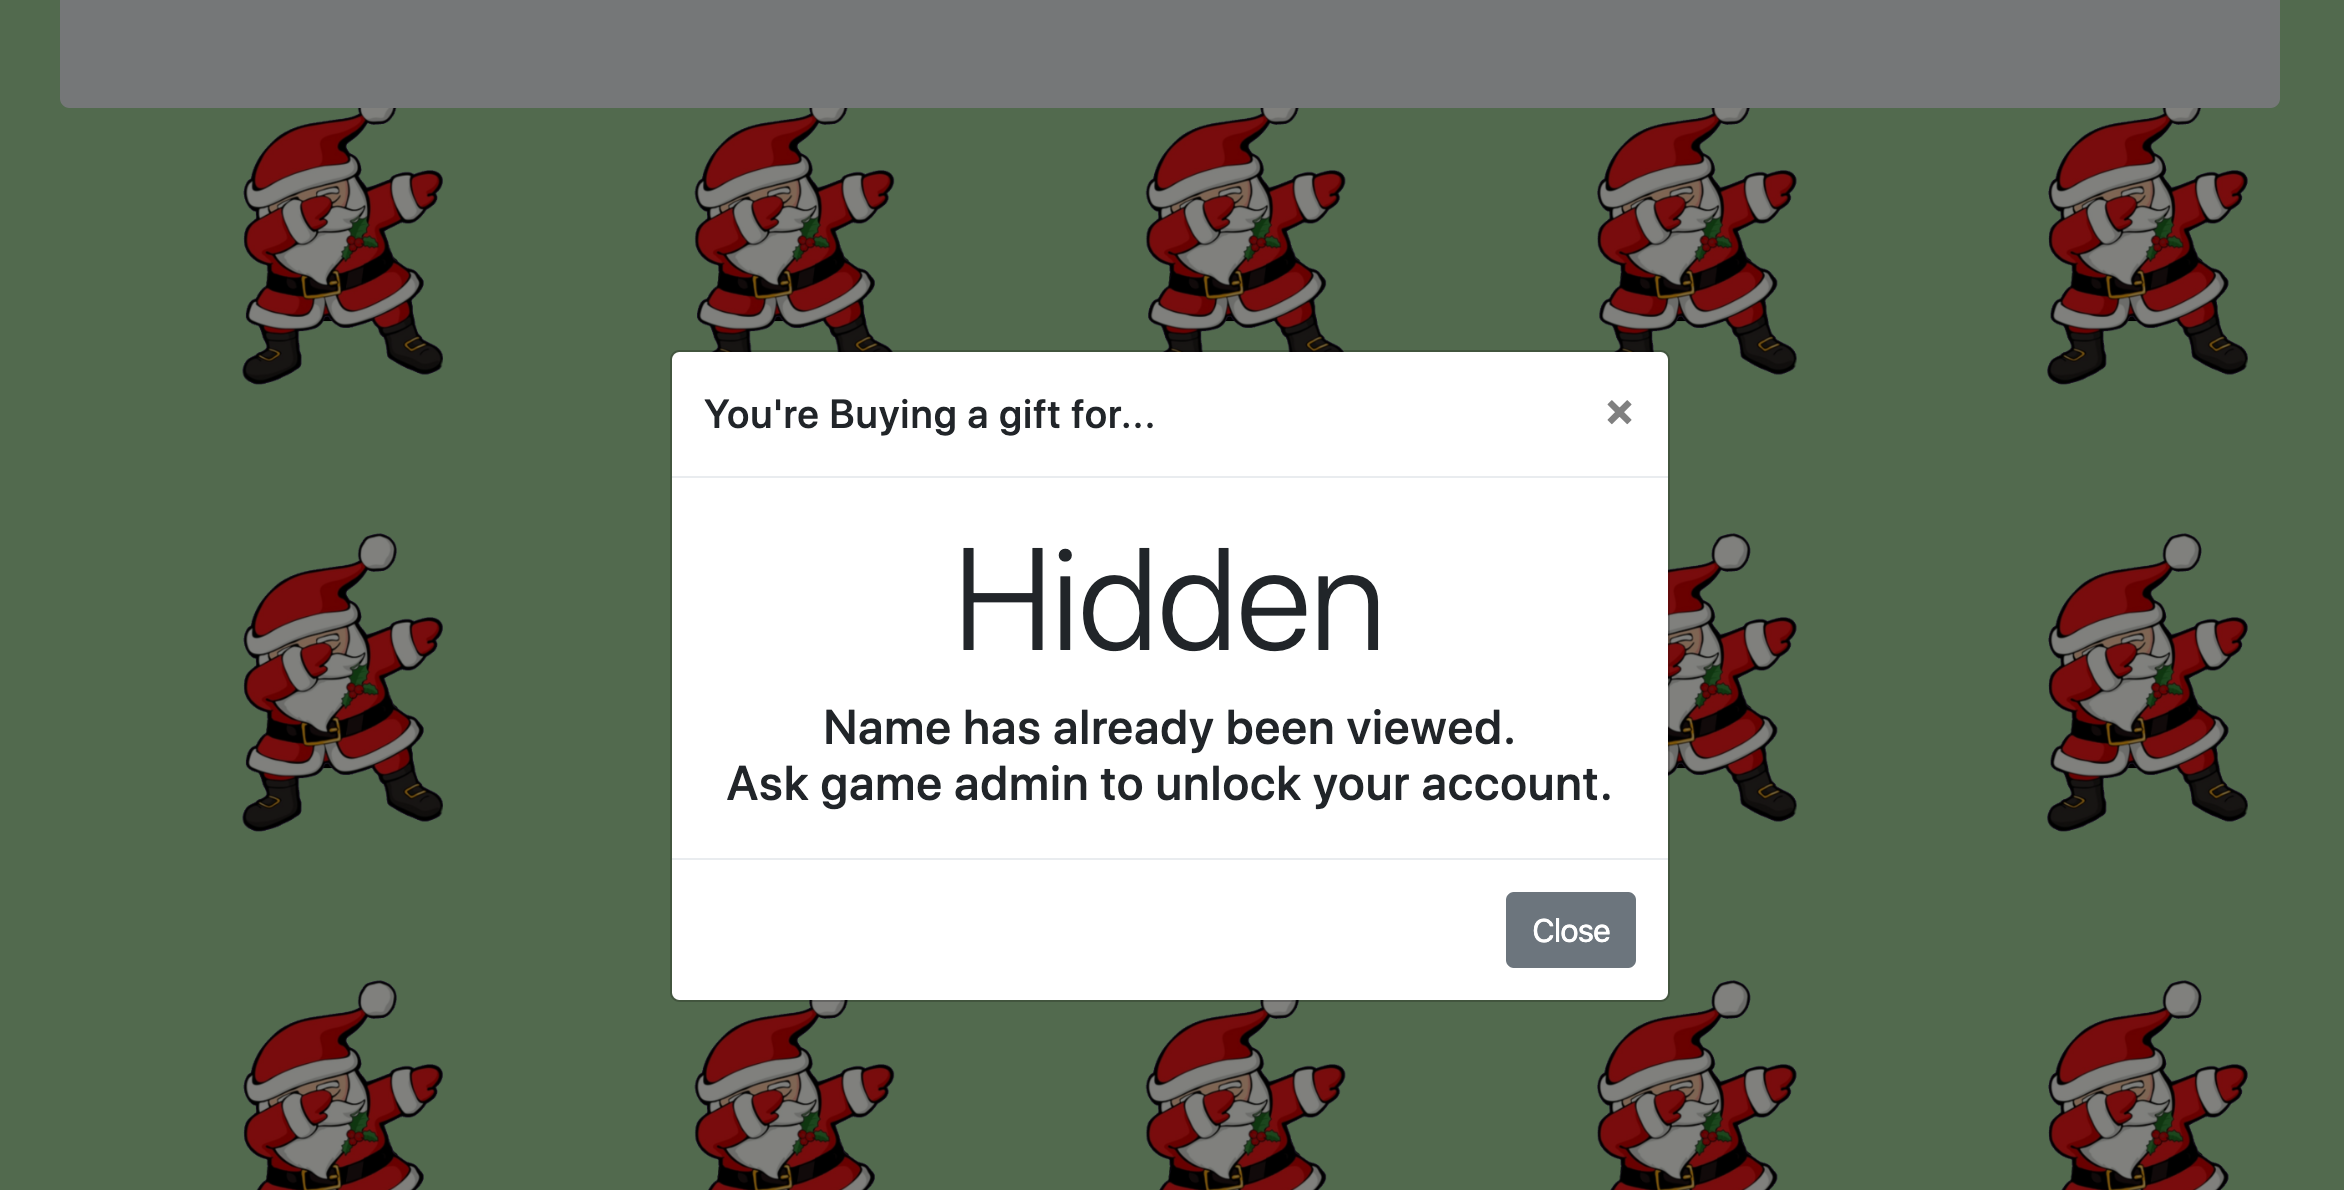 You're Buying a gift for...
×
Hidden
Name has already been viewed.
Ask game admin to unlock your account.
Close